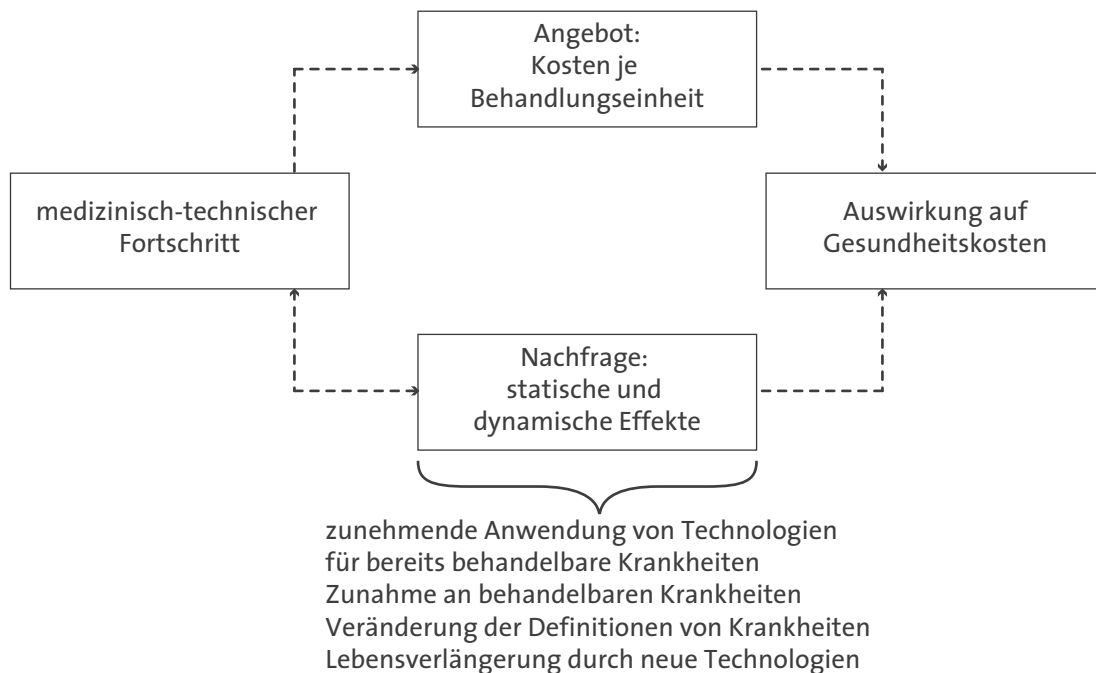 Angebot:
Kosten je
Behandlungseinheit
medizinisch-technischer
Fortschritt
Auswirkung auf
Gesundheitskosten
Nachfrage:
statische und
dynamische Effekte
zunehmende Anwendung von Technologien
für bereits behandelbare Krankheiten
Zunahme an behandelbaren Krankheiten
Veränderung der Definitionen von Krankheiten
Lebensverlängerung durch neue Technologien